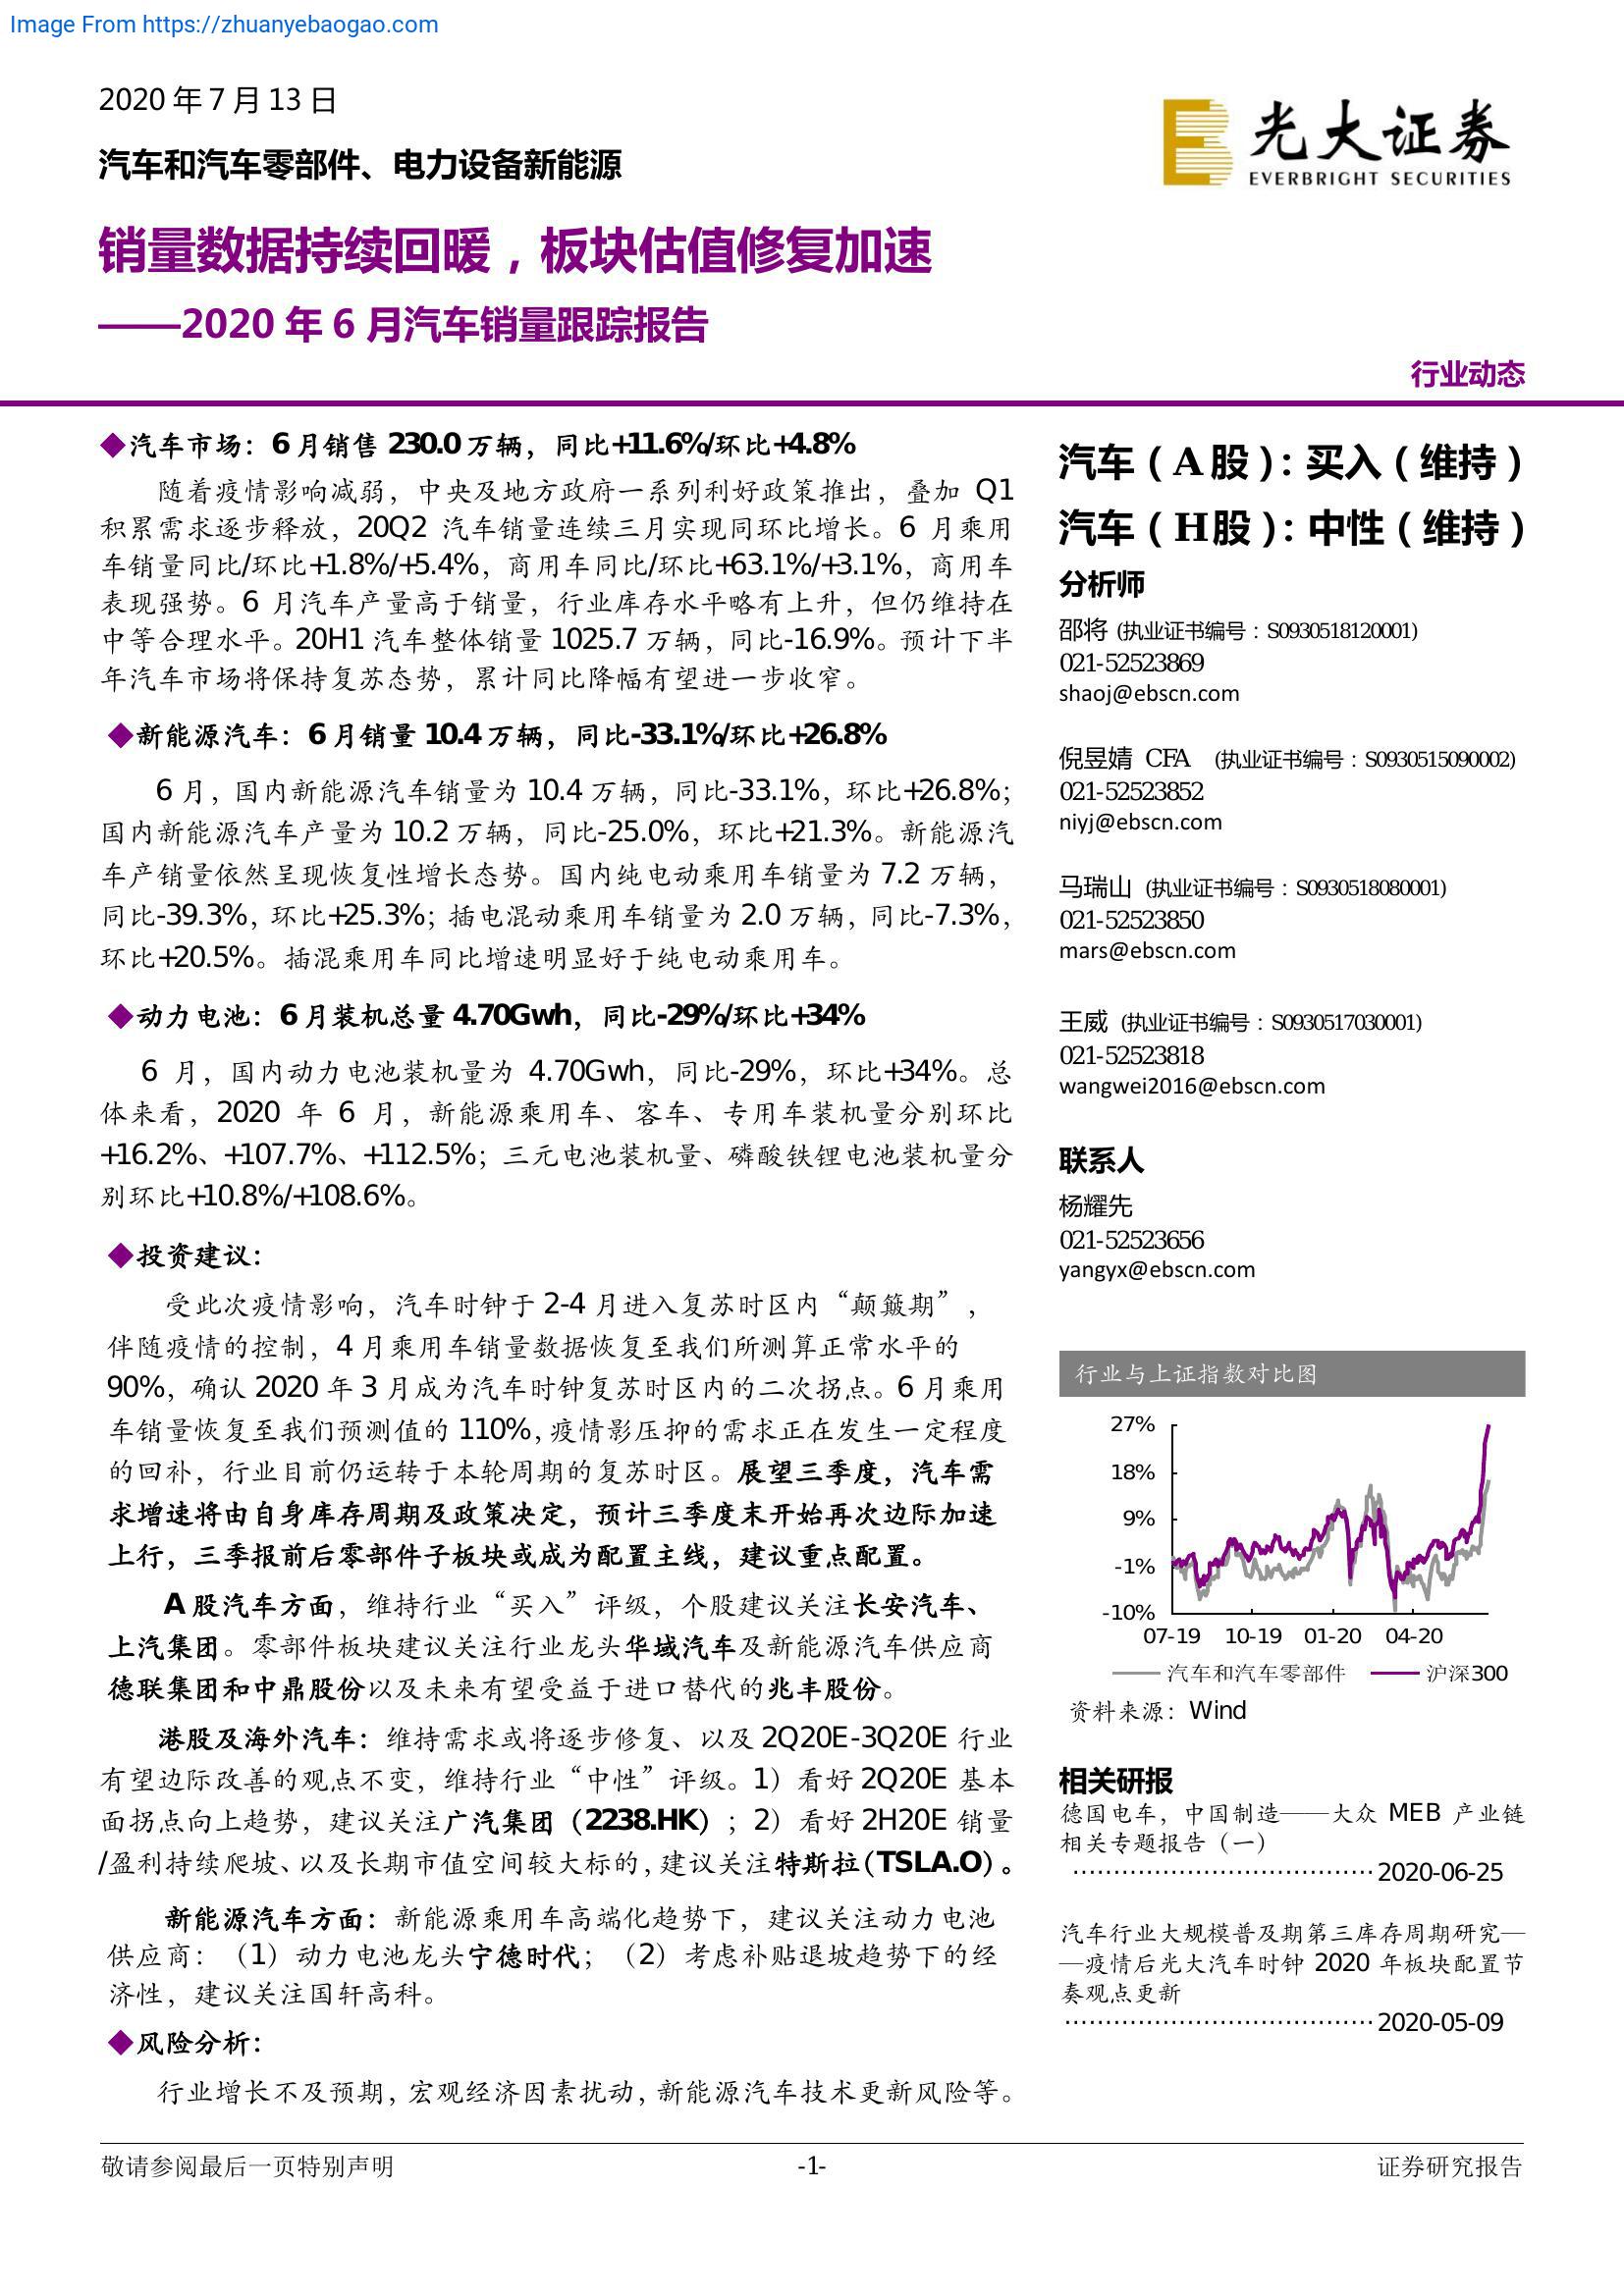 Image From https://zhuanyebaogao.com
2020 年 7 月 13 日
汽车和汽车零部件、电力设备新能源
光大证券
EVERBRIGHT SECURITIES
销量数据持续回暖，板块估值修复加速
——2020 年 6 月汽车销量跟踪报告
行业动态
◆汽车市场：6 月销售 230.0 万辆，同比+11.6%/环比+4.8%
随着疫情影响减弱，中央及地方政府一系列利好政策推出，叠加 Q1
积累需求逐步释放，20Q2 汽车销量连续三月实现同环比增长。6 月乘用
车销量同比/环比+1.8%/+5.4%，商用车同比/环比+63.1%/+3.1%，商用车
表现强势。6 月汽车产量高于销量，行业库存水平略有上升，但仍维持在
中等合理水平。20H1 汽车整体销量 1025.7 万辆，同比-16.9%。预计下半
年汽车市场将保持复苏态势，累计同比降幅有望进一步收窄。
◆新能源汽车：6 月销量 10.4 万辆，同比-33.1%/环比+26.8%
6 月，国内新能源汽车销量为 10.4 万辆，同比-33.1%，环比+26.8%；
国内新能源汽车产量为 10.2 万辆，同比-25.0%，环比+21.3%。新能源汽
车产销量依然呈现恢复性增长态势。国内纯电动乘用车销量为 7.2 万辆，
同比-39.3%，环比+25.3%；插电混动乘用车销量为 2.0 万辆，同比-7.3%，
环比+20.5%。插混乘用车同比增速明显好于纯电动乘用车。
◆动力电池：6 月装机总量 4.70Gwh，同比-29%/环比+34%
6 月，国内动力电池装机量为 4.70Gwh，同比-29%，环比+34%。总
体来看，2020 年 6 月，新能源乘用车、客车、专用车装机量分别环比
+16.2%、+107.7%、+112.5%；三元电池装机量、磷酸铁锂电池装机量分
别环比+10.8%/+108.6%。
◆投资建议：
受此次疫情影响，汽车时钟于 2-4 月进入复苏时区内“颠簸期”，
伴随疫情的控制，4 月乘用车销量数据恢复至我们所测算正常水平的
90%，确认 2020 年 3 月成为汽车时钟复苏时区内的二次拐点。6 月乘用
车销量恢复至我们预测值的 110%，疫情影压抑的需求正在发生一定程度
的回补，行业目前仍运转于本轮周期的复苏时区。展望三季度，汽车需
求增速将由自身库存周期及政策决定，预计三季度末开始再次边际加速
上行，三季报前后零部件子板块或成为配置主线，建议重点配置。
A 股汽车方面，维持行业“买入”评级，个股建议关注长安汽车、
上汽集团。零部件板块建议关注行业龙头华域汽车及新能源汽车供应商
德联集团和中鼎股份以及未来有望受益于进口替代的兆丰股份。
港股及海外汽车：维持需求或将逐步修复、以及 2Q20E-3Q20E 行业
有望边际改善的观点不变，维持行业“中性”评级。1）看好 2Q20E 基本
面拐点向上趋势，建议关注广汽集团（2238.HK）；2）看好 2H20E 销量
/盈利持续爬坡、以及长期市值空间较大标的，建议关注特斯拉（TSLA.O）。
新能源汽车方面：新能源乘用车高端化趋势下，建议关注动力电池
供应商：（1）动力电池龙头宁德时代；（2）考虑补贴退坡趋势下的经
济性，建议关注国轩高科。
◆风险分析：
行业增长不及预期，宏观经济因素扰动，新能源汽车技术更新风险等。
汽车（A 股）：买入（维持）
汽车（H 股）：中性（维持）
分析师
邵将 (执业证书编号：S0930518120001)
021-52523869
shaoj@ebscn.com
倪昱婧 CFA (执业证书编号：S0930515090002)
021-52523852
niyj@ebscn.com
马瑞山 (执业证书编号：S0930518080001)
021-52523850
mars@ebscn.com
王威 (执业证书编号：S0930517030001)
021-52523818
wangwei2016@ebscn.com
联系人
杨耀先
021-52523656
yangyx@ebscn.com
行业与上证指数对比图
27%
18%
9%
-1%
-10%
07-19 10-19 01-20 04-20
汽车和汽车零部件 沪深300
资料来源：Wind
相关研报
德国电车，中国制造——大众 MEB 产业链
相关专题报告（一）
····································2020-06-25
汽车行业大规模普及期第三库存周期研究—
—疫情后光大汽车时钟 2020 年板块配置节
奏观点更新
·····································2020-05-09
敬请参阅最后一页特别声明 -1- 证券研究报告